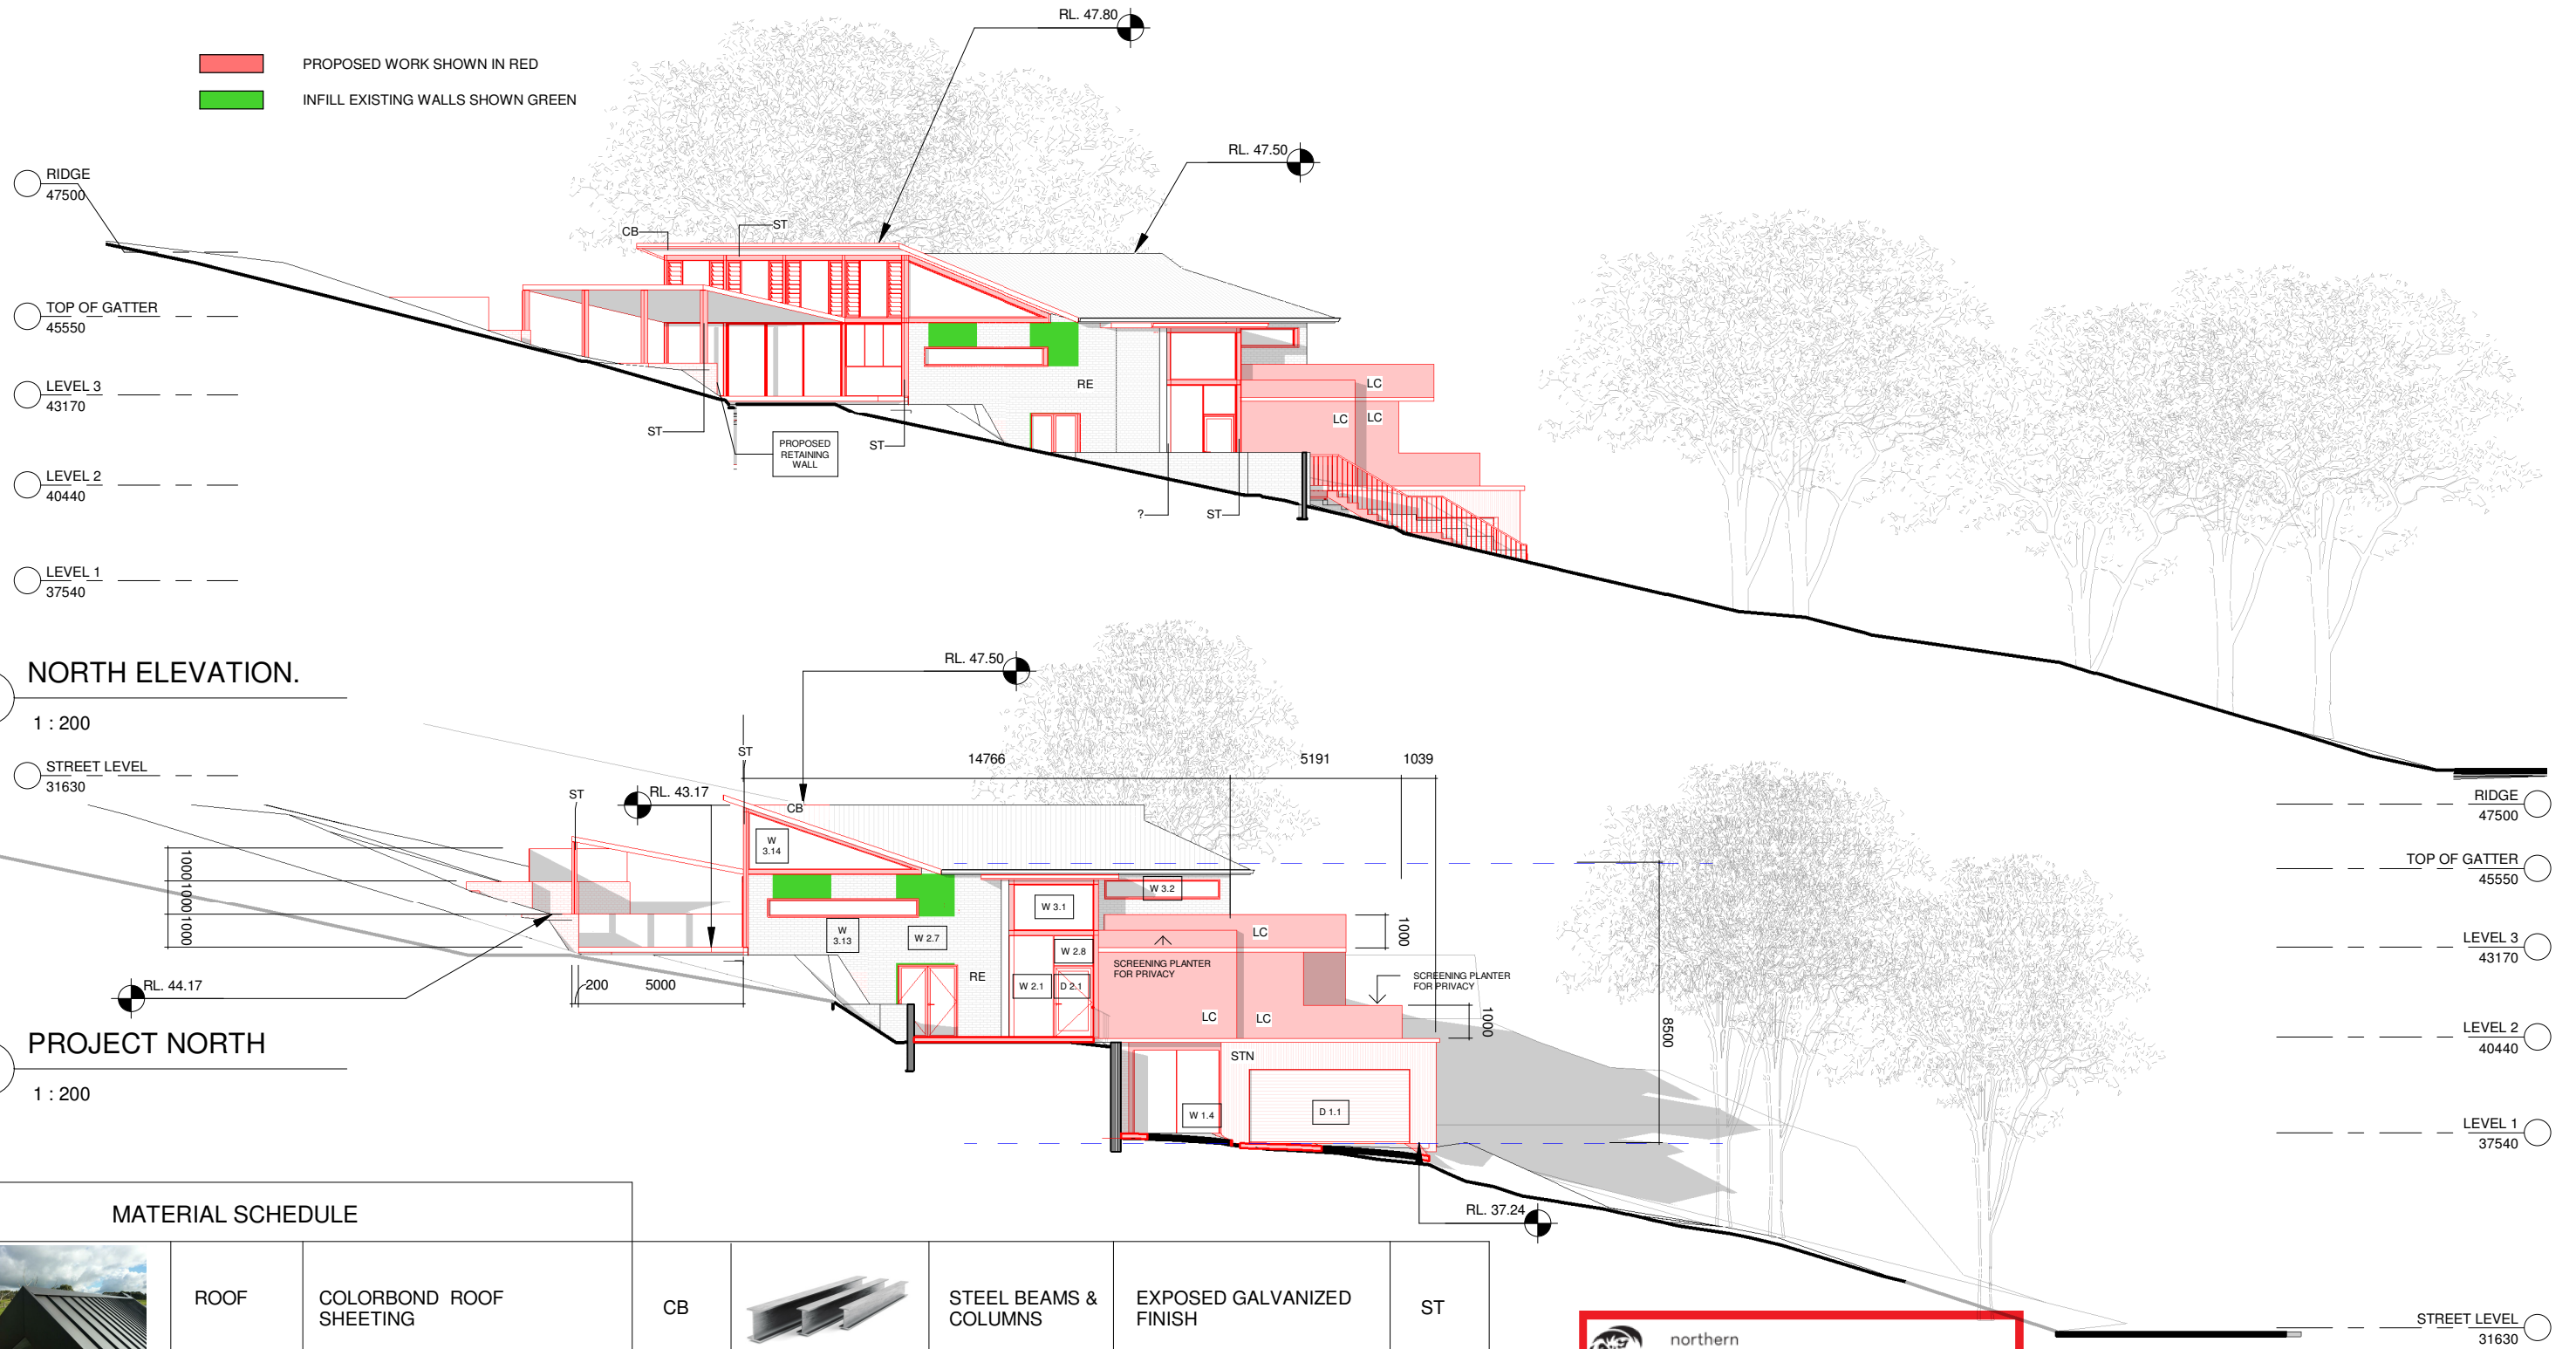 PROPOSED WORK SHOWN IN RED
INFILL EXISTING WALLS SHOWN GREEN
RL. 47.80
RL. 47.50
RIDGE
47500
TOP OF GATTER
45550
LEVEL 3
43170
LEVEL 2
40440
LEVEL 1
37540
CB
ST
RE
LC
LC
LC
ST
PROPOSED
RETAINING
WALL
ST
?
ST
NORTH ELEVATION.
1 : 200
STREET LEVEL
31630
RL. 47.50
ST
14766
5191
1039
ST
RL. 43.17
CB
W
3.14
1000
1000
1000
W 3.2
W 3.1
W
3.13
W 2.7
W 2.8
LC
1000
SCREENING PLANTER
FOR PRIVACY
SCREENING PLANTER
FOR PRIVACY
RE
W 2.1
D 2.1
200
5000
RL. 44.17
LC
LC
1000
8500
STN
W 1.4
D 1.1
RL. 37.24
PROJECT NORTH
1 : 200
RIDGE
47500
TOP OF GATTER
45550
LEVEL 3
43170
LEVEL 2
40440
LEVEL 1
37540
STREET LEVEL
31630
MATERIAL SCHEDULE
ROOF
COLORBOND ROOF
SHEETING
CB
STEEL BEAMS &
COLUMNS
EXPOSED GALVANIZED
FINISH
ST
northern